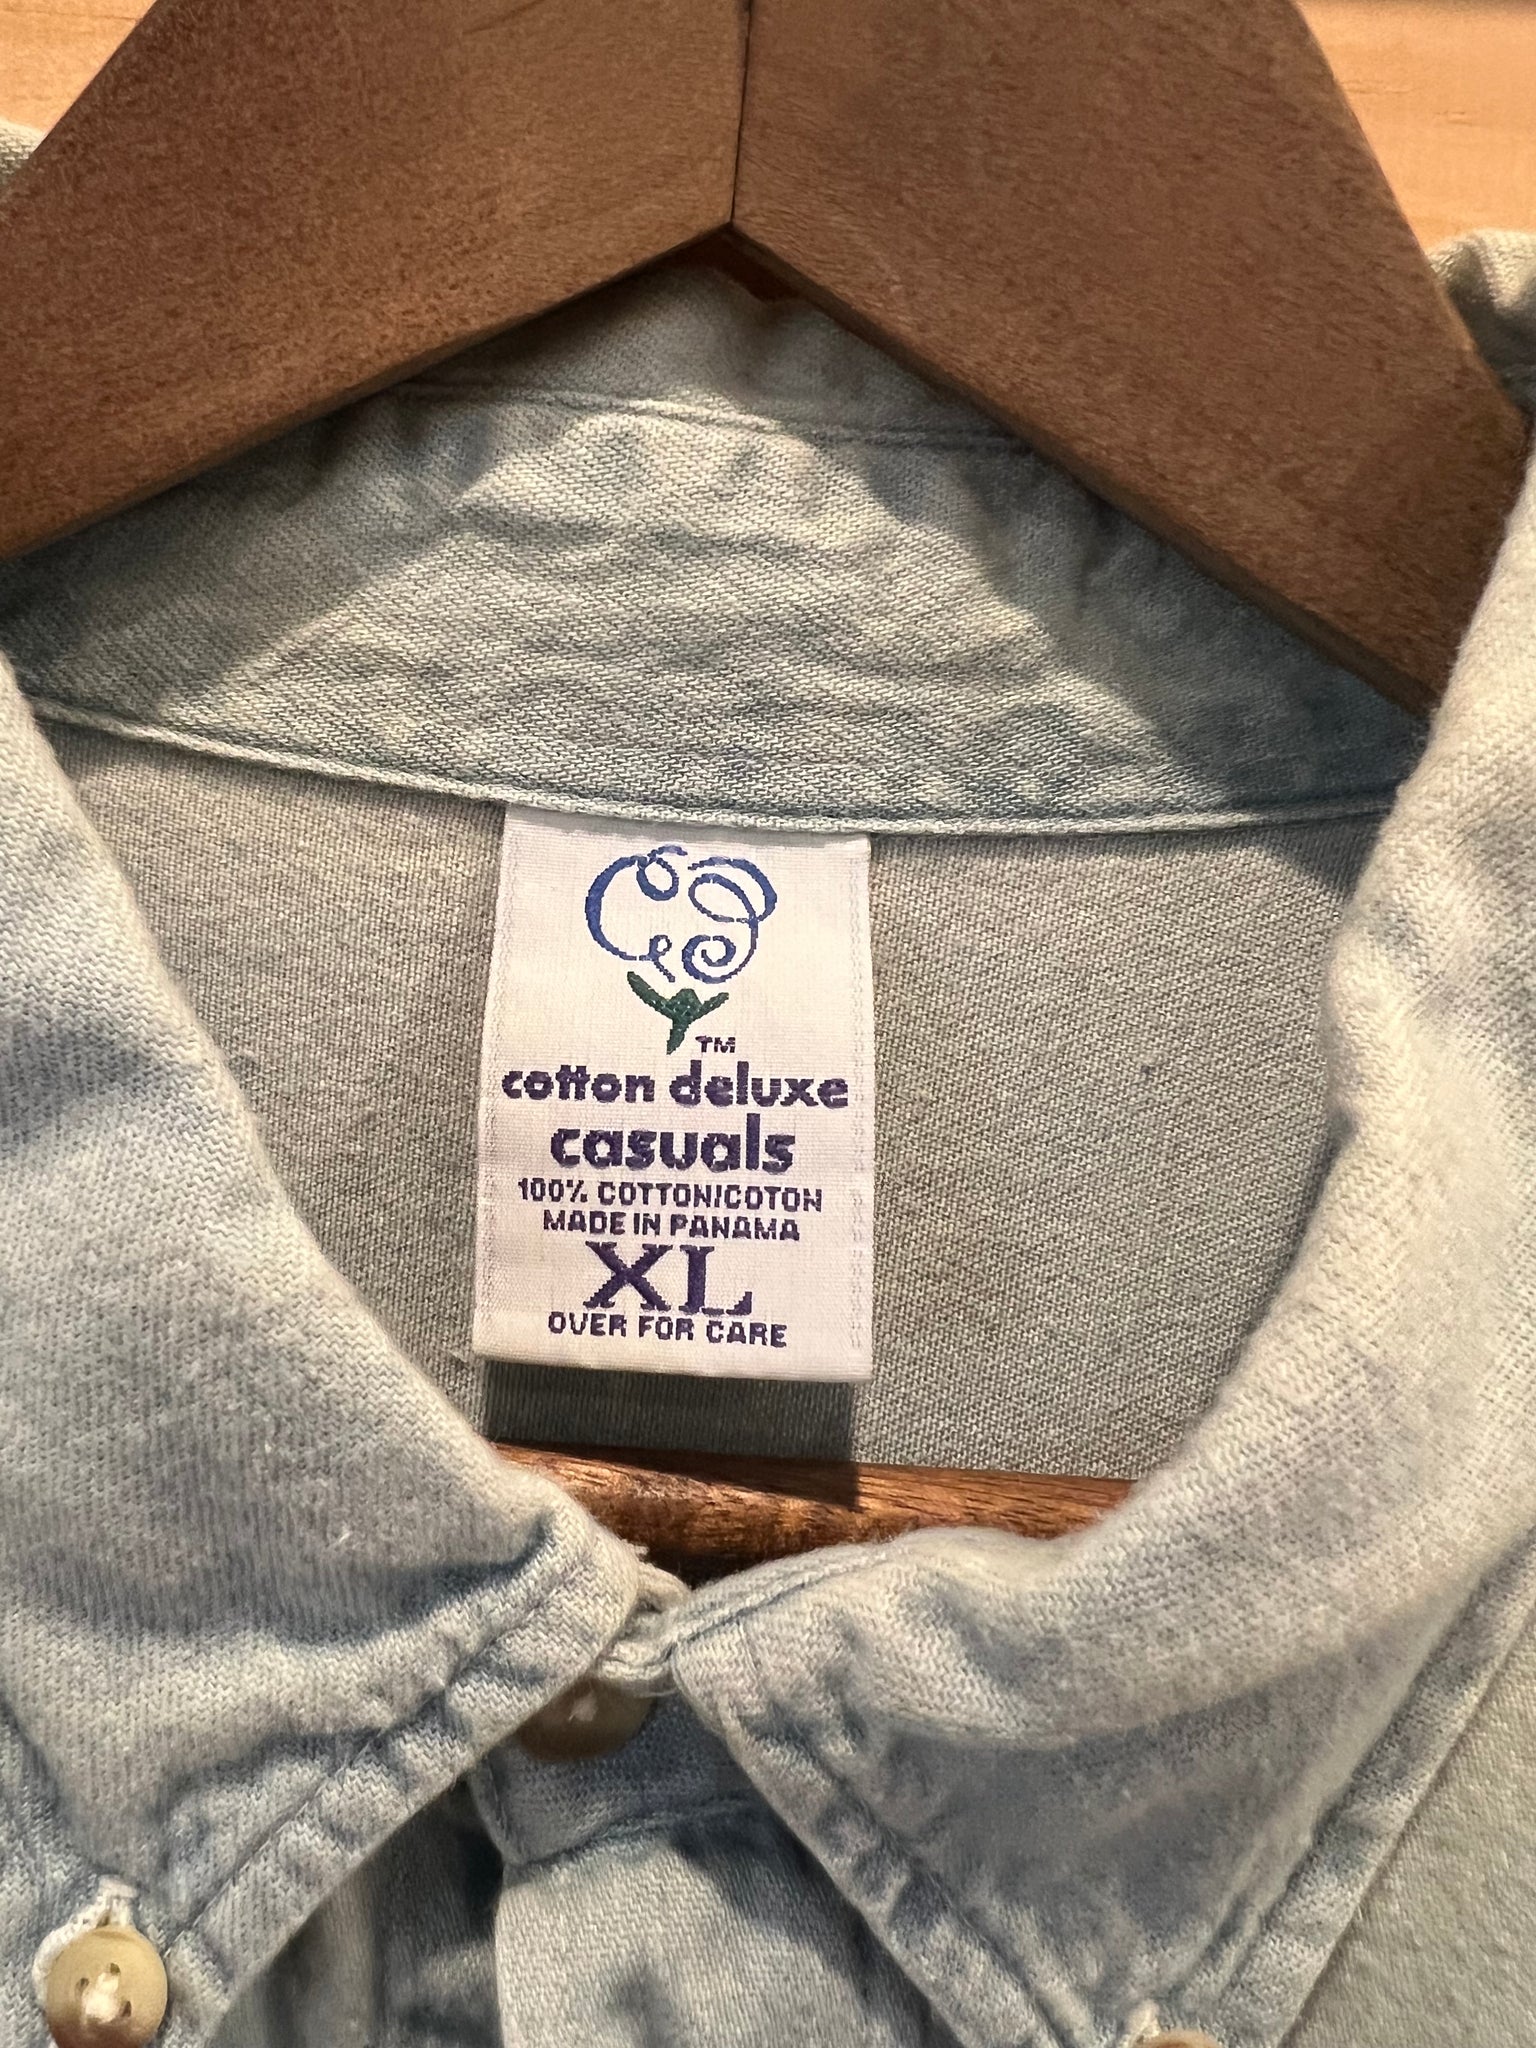 TM
cotton deluxe
casuals
100% COTTON/COTON
MADE IN PANAMA
XL
OVER FOR CARE